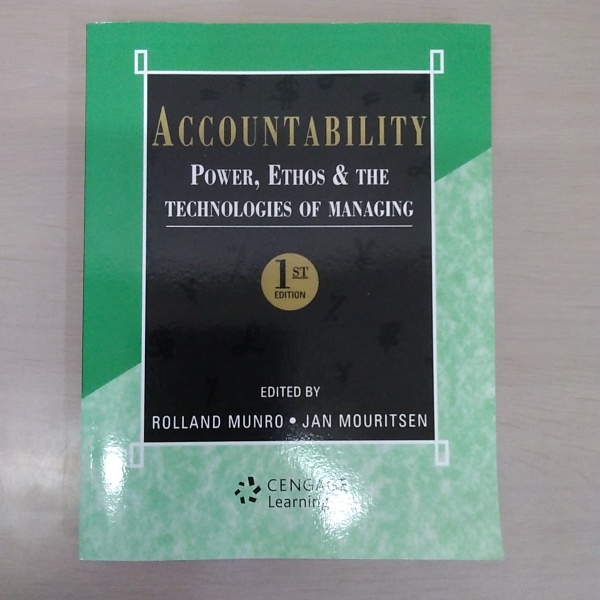 ACCOUNTABILITY
POWER, ETHOS & THE
TECHNOLOGIES OF MANAGING
1ST
EDITION
EDITED BY
ROLLAND MUNRO • JAN MOURITSEN
CENGAGE
Learning